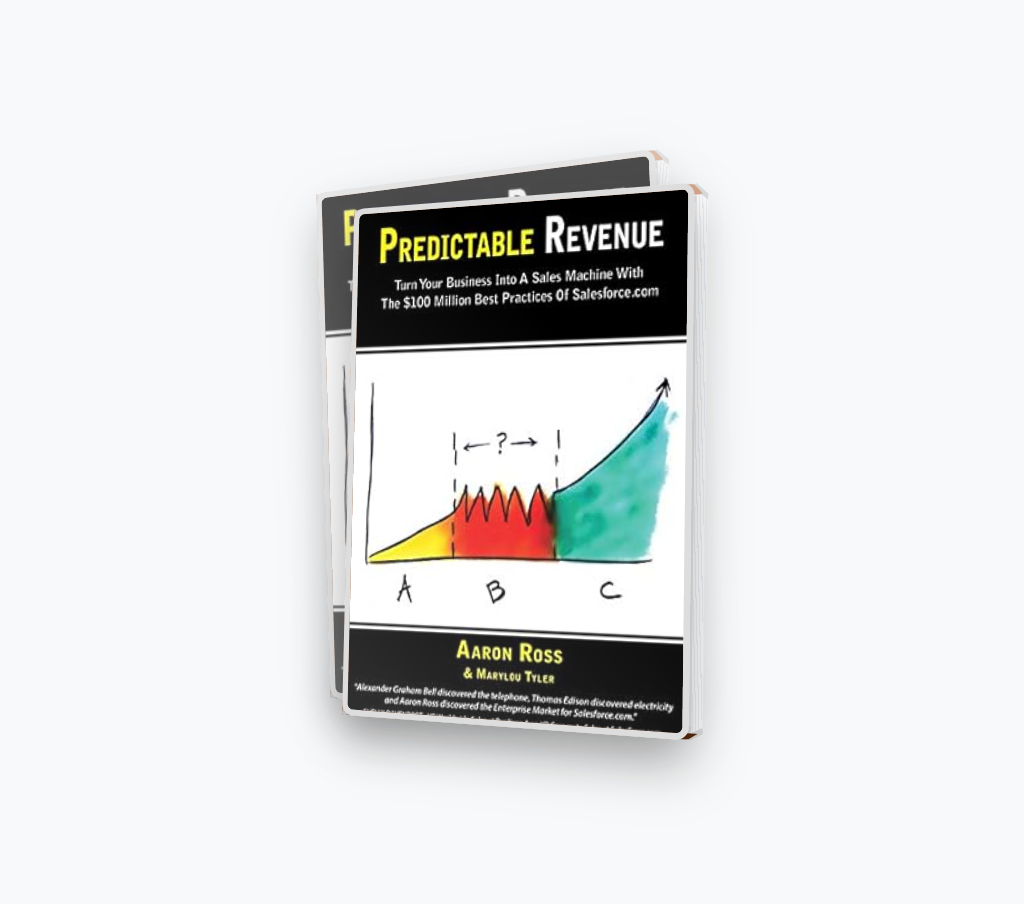 PREDICTABLE REVENUE
Turn Your Business Into A Sales Machine With
The $100 Million Best Practices Of Salesforce.com
?
A B C
AARON ROSS
& MARYLOU TYLER
"Alexander Graham Bell discovered the telephone, Thomas Edison discovered electricity
and Aaron Ross discovered the Enterprise Market for Salesforce.com."